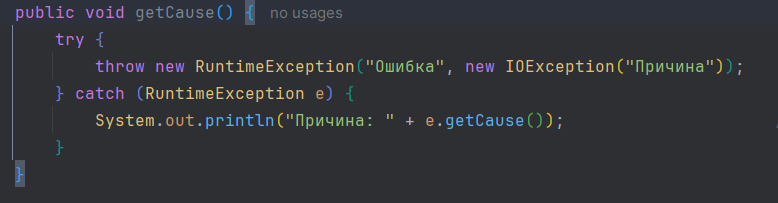 public void getCause() { no usages
try {
throw new RuntimeException("Ошибка", new IOException("Причина"));
} catch (RuntimeException e) {
System.out.println("Причина: " + e.getCause());
}
}